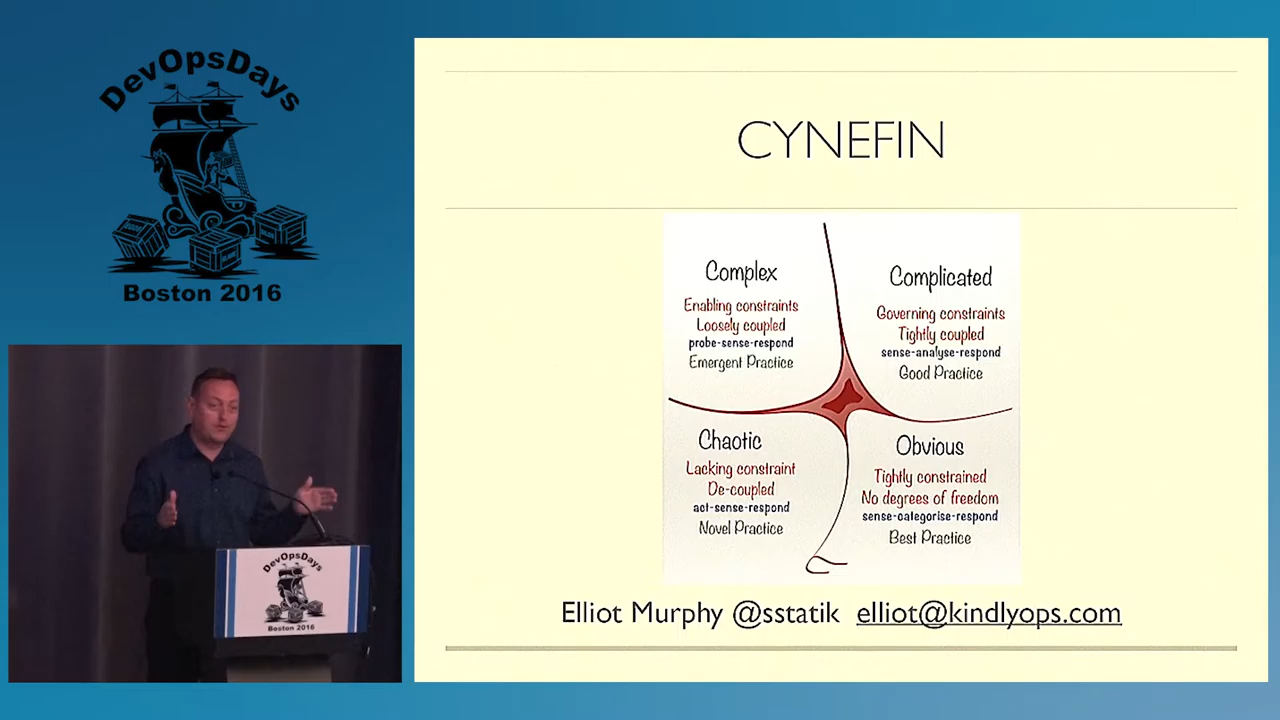 DevOpsDays
Boston 2016
DevOpsDays
Boston 2016
CYNEFIN
Complex
Enabling constraints
Loosely coupled
probe-sense-respond
Emergent Practice
Complicated
Governing constraints
Tightly coupled
sense-analyse-respond
Good Practice
Chaotic
Lacking constraint
De-coupled
act-sense-respond
Novel Practice
Obvious
Tightly constrained
No degrees of freedom
sense-categorise-respond
Best Practice
Elliot Murphy @sstatik elliot@kindlyops.com